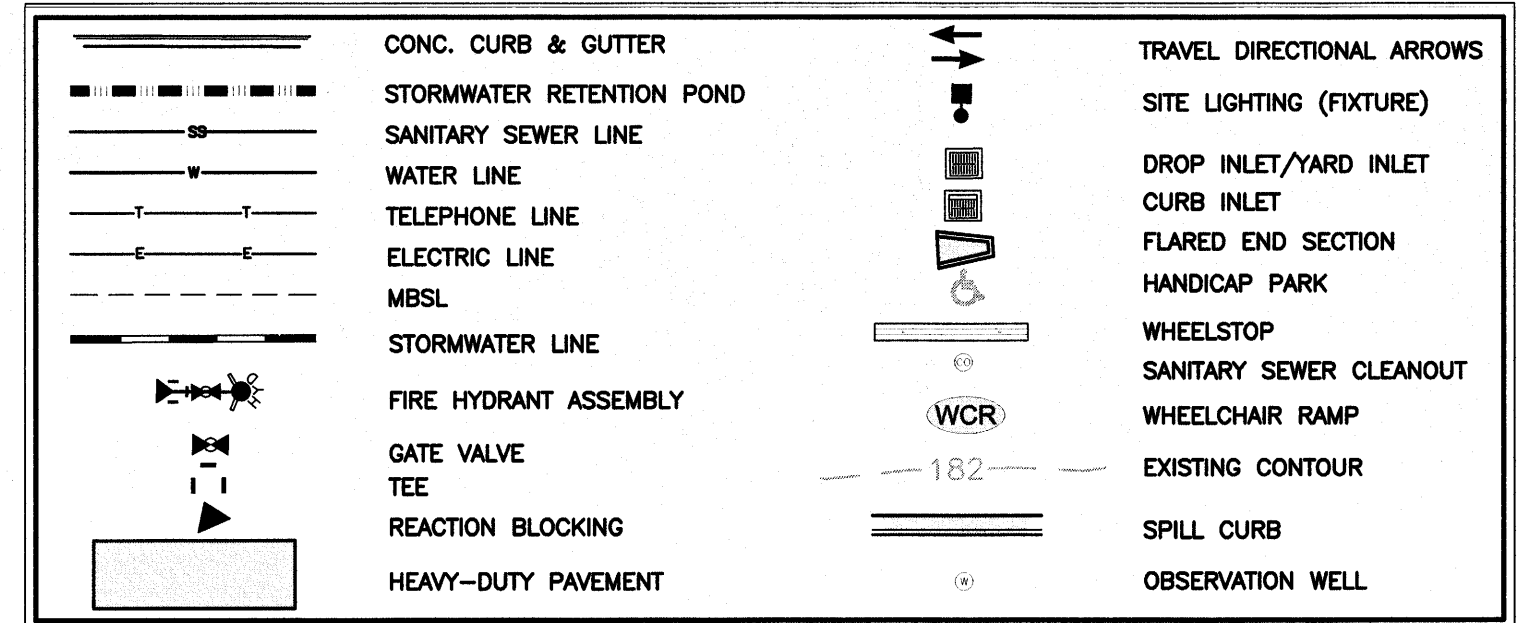 CONC. CURB & GUTTER
STORMWATER RETENTION POND
SS
SANITARY SEWER LINE
W
WATER LINE
T T
TELEPHONE LINE
E E
ELECTRIC LINE
MBSL
STORMWATER LINE
HYD
FIRE HYDRANT ASSEMBLY
GATE VALVE
TEE
REACTION BLOCKING
HEAVY-DUTY PAVEMENT
TRAVEL DIRECTIONAL ARROWS
SITE LIGHTING (FIXTURE)
DROP INLET/YARD INLET
CURB INLET
FLARED END SECTION
HANDICAP PARK
WHEELSTOP
CO
SANITARY SEWER CLEANOUT
WCR
WHEELCHAIR RAMP
182
EXISTING CONTOUR
SPILL CURB
W
OBSERVATION WELL